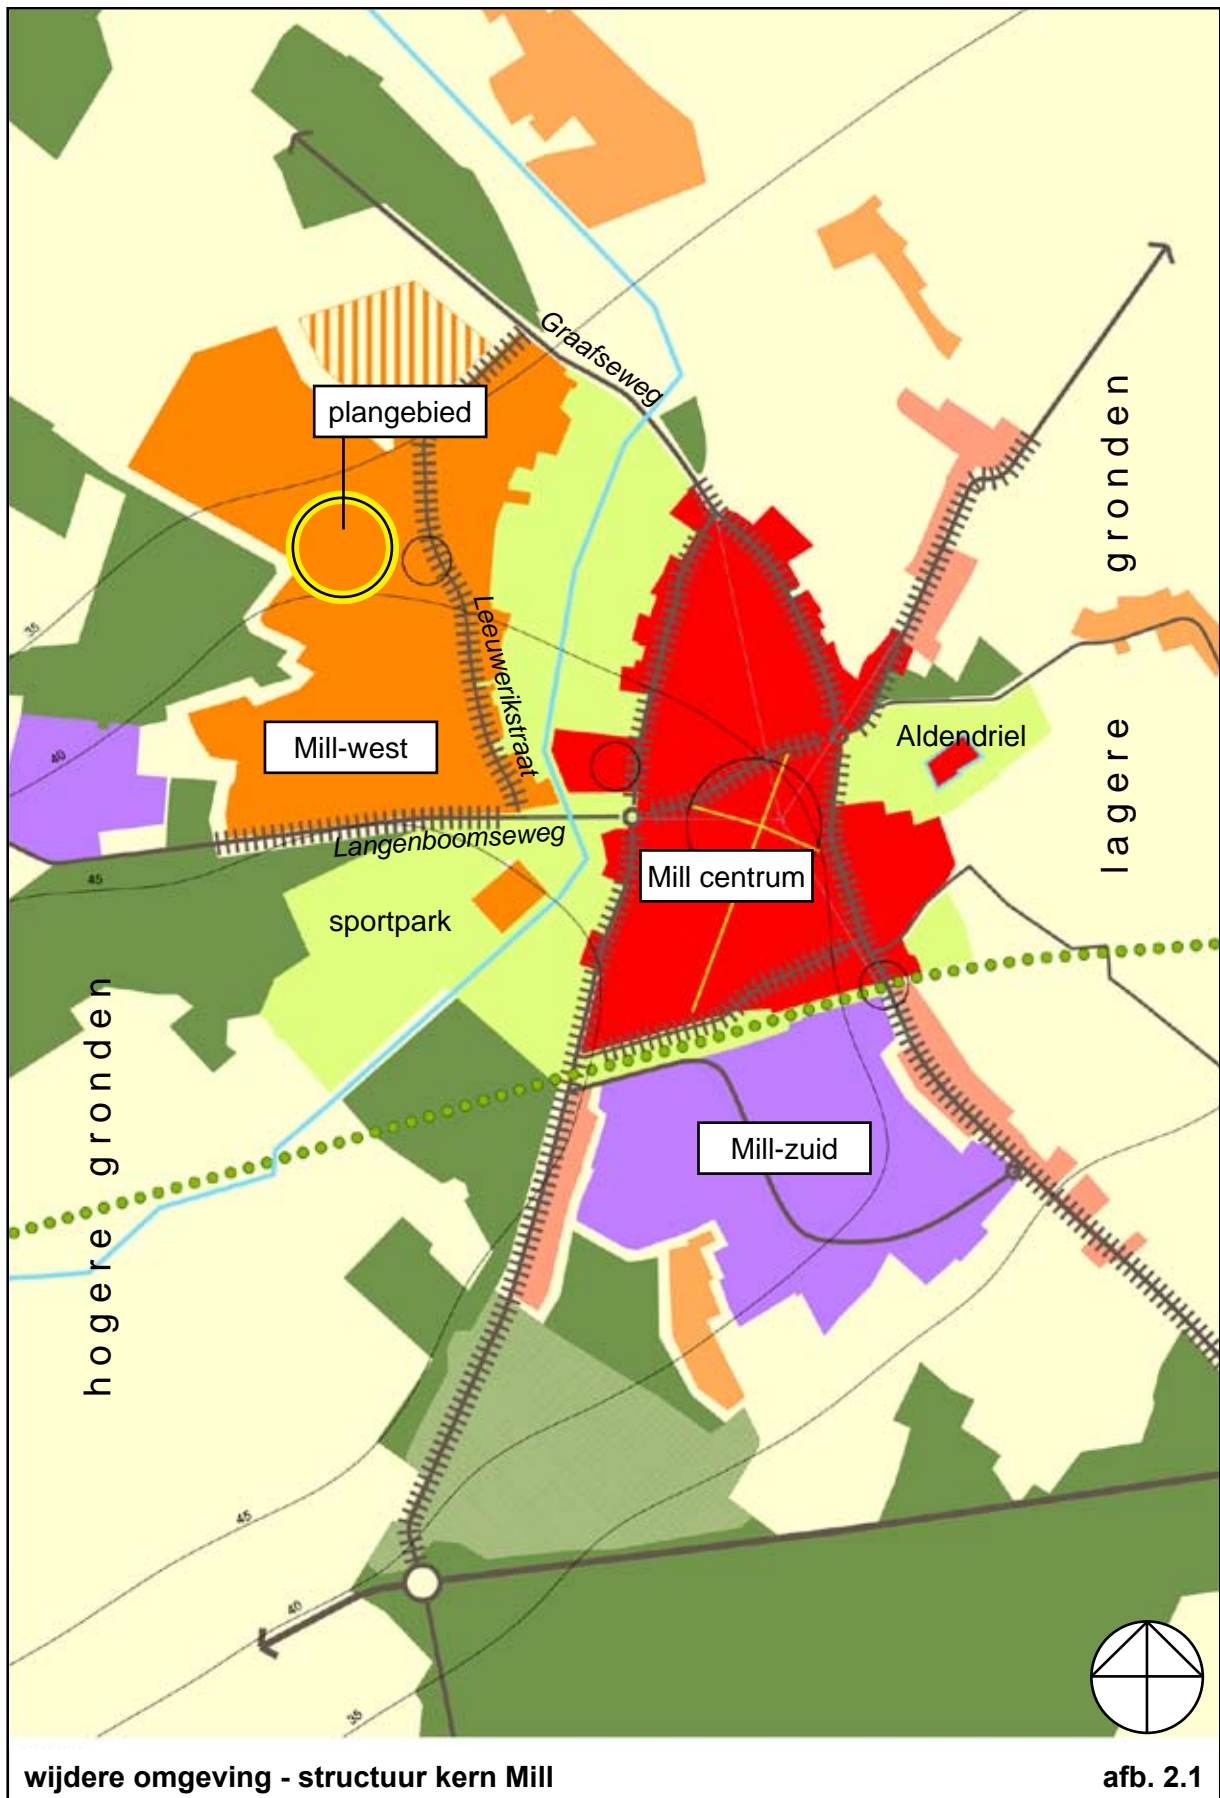 Graafseweg
plangebied
gronden
35
Leeuwerikstraat
Mill-west
Aldendriel
lagere
40
Langenboomseweg
45
Mill centrum
sportpark
hogere gronden
Mill-zuid
45
40
35
wijdere omgeving - structuur kern Mill
afb. 2.1